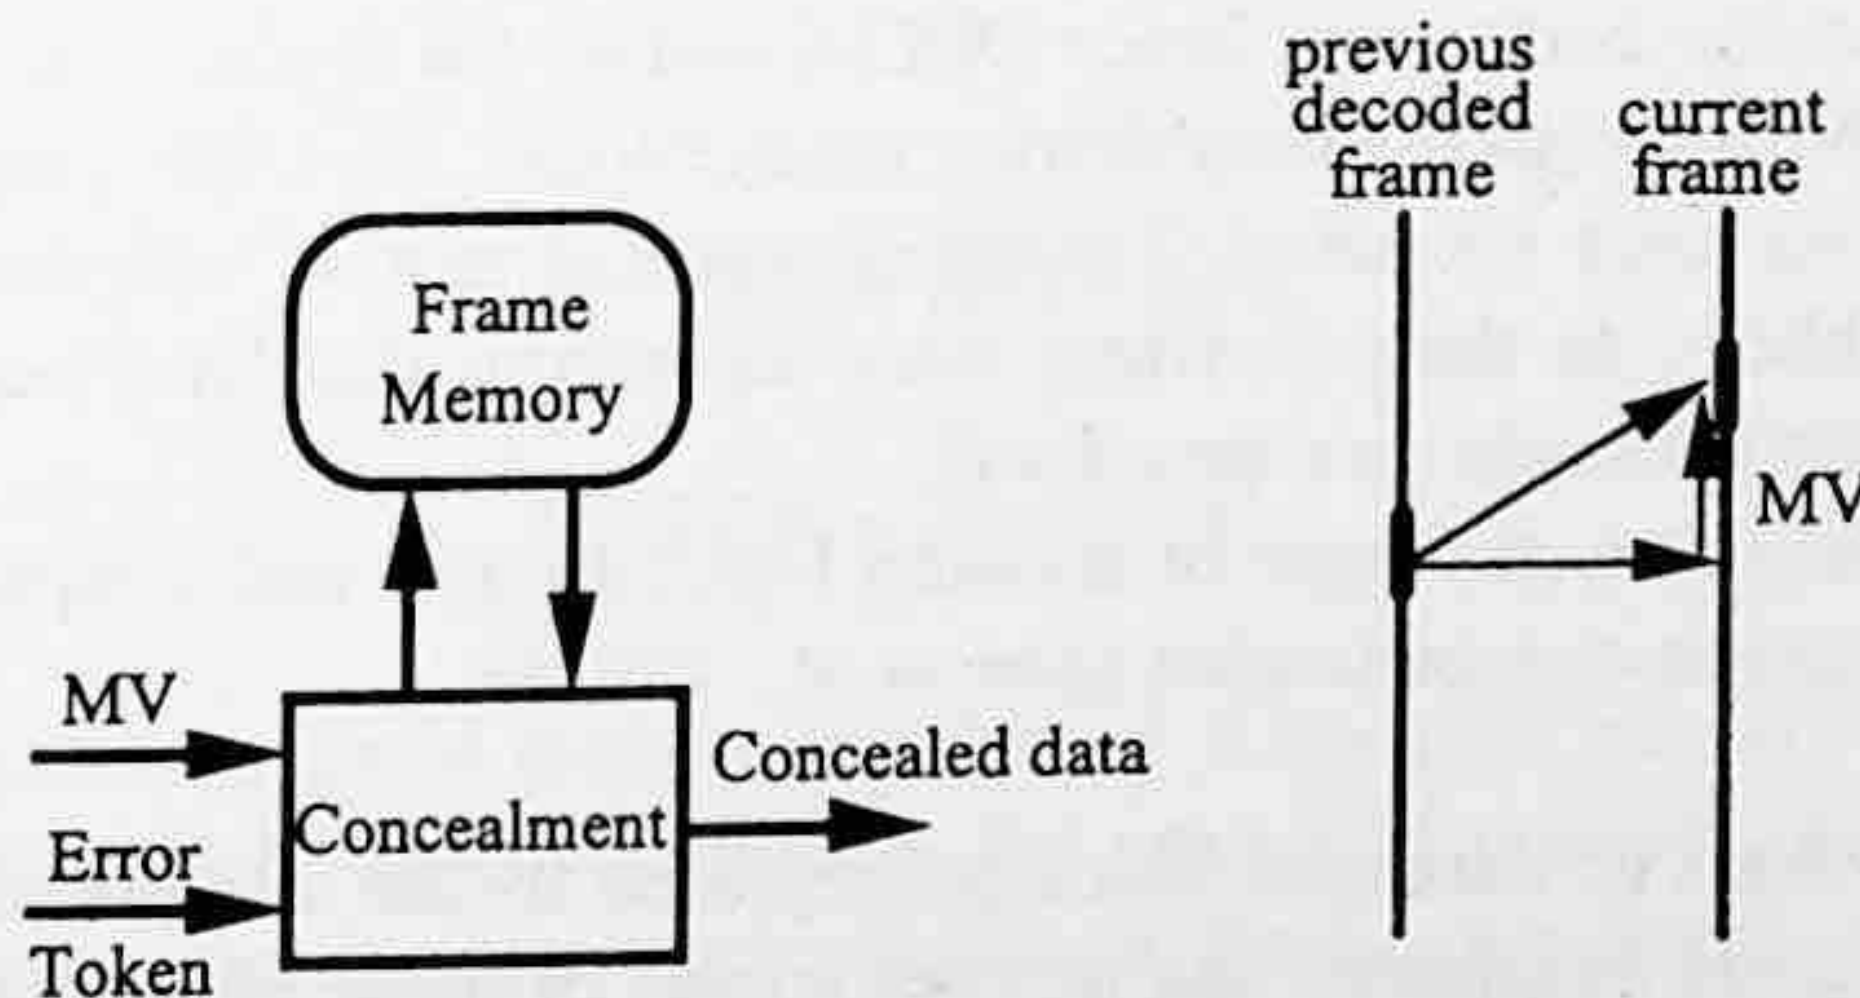 previous
decoded
frame
current
frame
Frame
Memory
MV
MV
Concealed data
Concealment
Error
Token